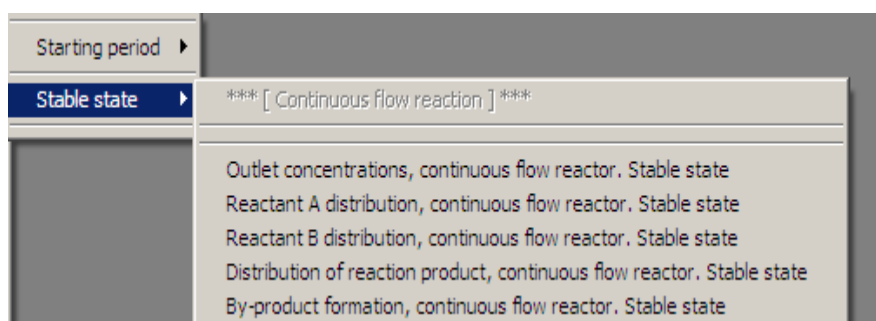 Starting period
Stable state
*** [ Continuous flow reaction ] ***
Outlet concentrations, continuous flow reactor. Stable state
Reactant A distribution, continuous flow reactor. Stable state
Reactant B distribution, continuous flow reactor. Stable state
Distribution of reaction product, continuous flow reactor. Stable state
By-product formation, continuous flow reactor. Stable state